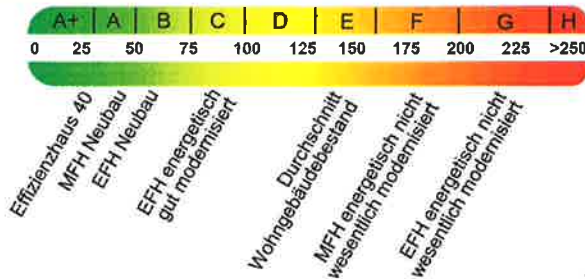 A+ A B C D E F G H
0 25 50 75 100 125 150 175 200 225 >250
Effizienzhaus 40
MFH Neubau
EFH Neubau
EFH energetisch
gut modernisiert
Durchschnitt
Wohngebäudebestand
MFH energetisch nicht
wesentlich modernisiert
EFH energetisch nicht
wesentlich modernisiert